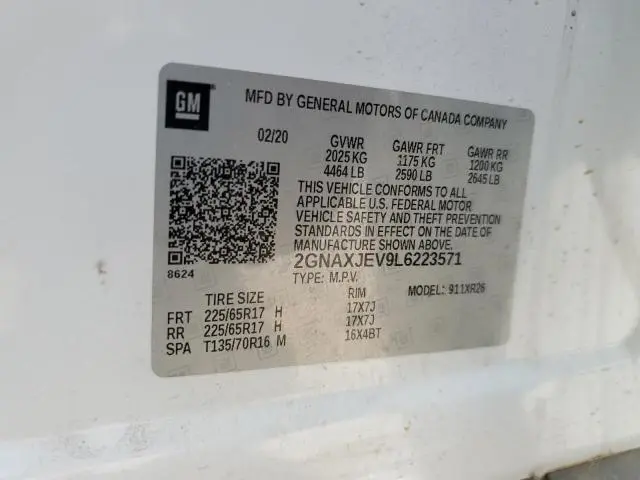 GM
MFD BY GENERAL MOTORS OF CANADA COMPANY
02/20 GVWR GAWR FRT GAWR RR
2025 KG 1175 KG 1200 KG
4464 LB 2590 LB 2645 LB
THIS VEHICLE CONFORMS TO ALL
APPLICABLE U.S. FEDERAL MOTOR
VEHICLE SAFETY AND THEFT PREVENTION
STANDARDS IN EFFECT ON THE DATE OF
MANUFACTURE SHOWN ABOVE.
8624
2GNAXJEV9L6223571
TYPE: M.P.V. MODEL: 911XR26
TIRE SIZE RIM
FRT 225/65R17 H 17X7J
RR 225/65R17 H 17X7J
SPA T135/70R16 M 16X4BT